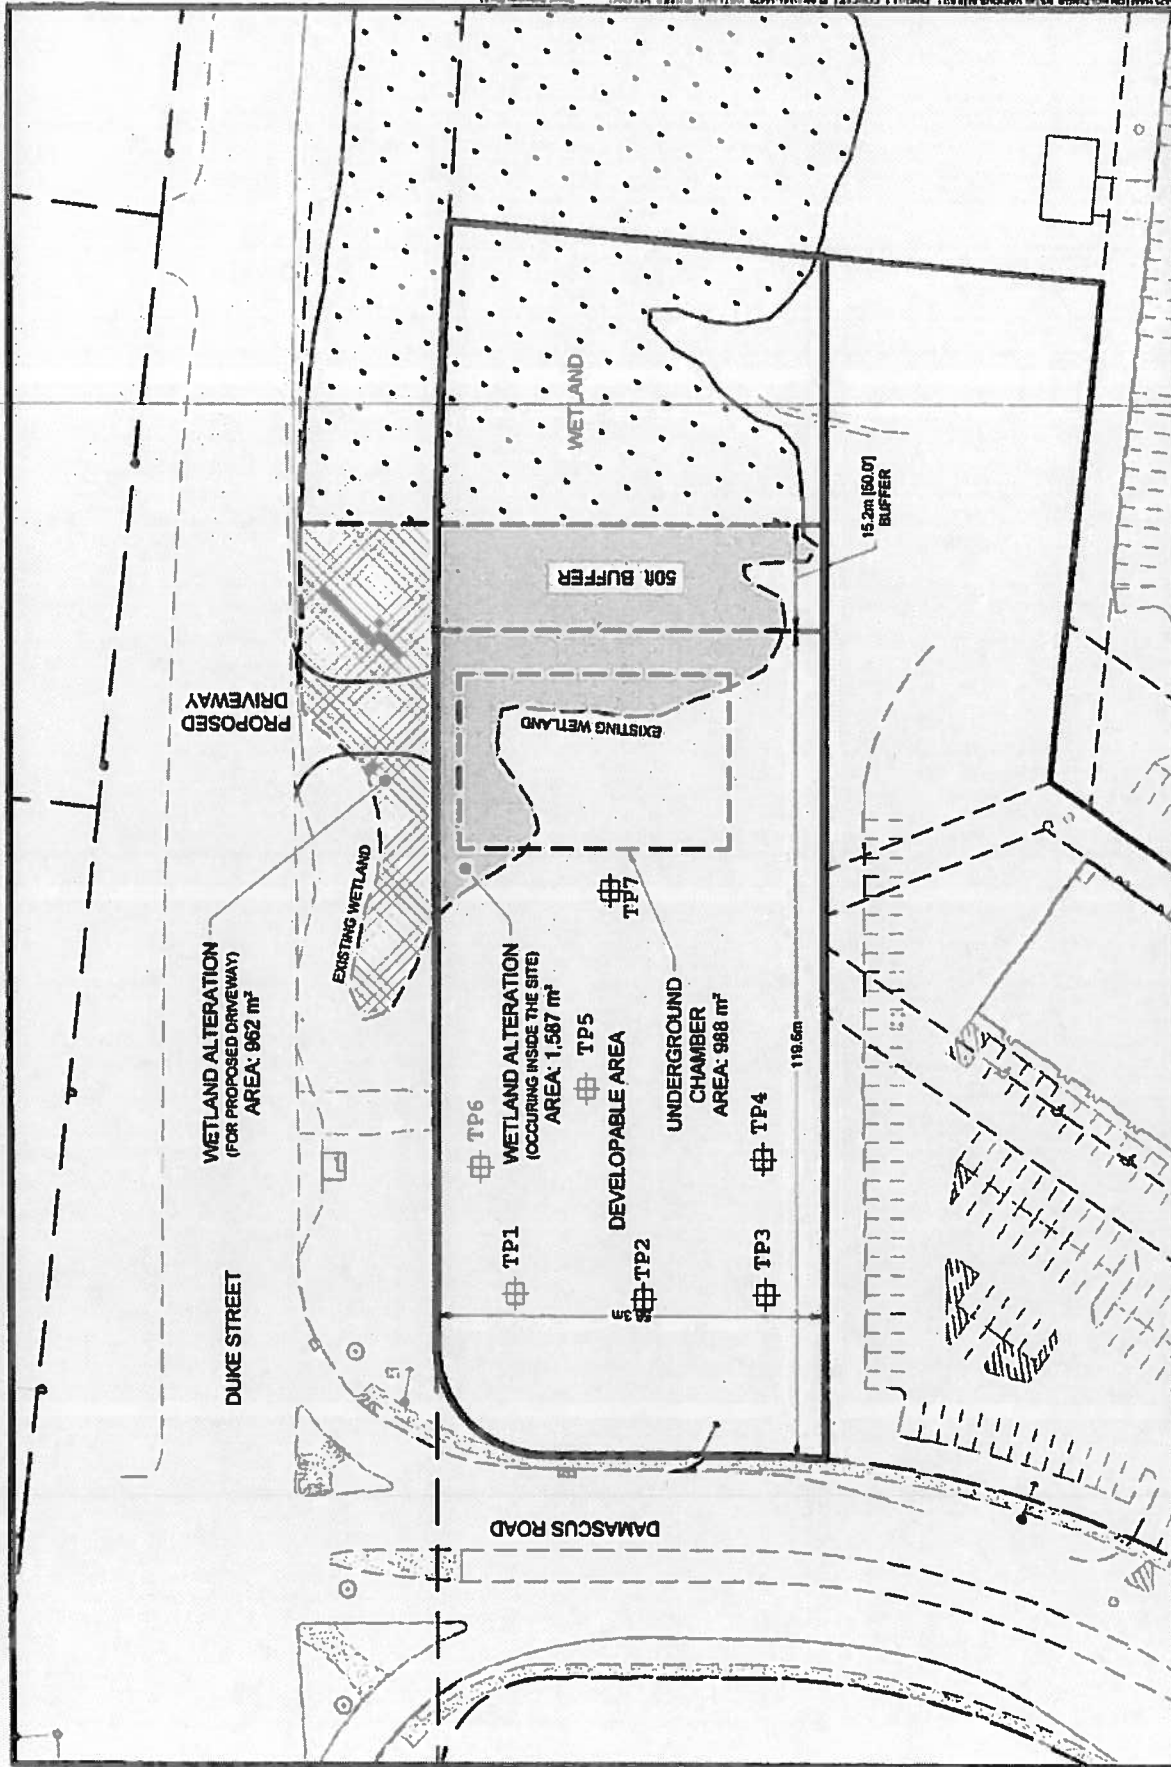 DUKE STREET
WETLAND ALTERATION
(FOR PROPOSED DRIVEWAY)
AREA: 962 m²
EXISTING WETLAND
PROPOSED
DRIVEWAY
DAMASCUS ROAD
TP1
TP6
WETLAND ALTERATION
(OCCURING INSIDE THE SITE)
AREA: 1,587 m²
TP5
TP2
DEVELOPABLE AREA
TP7
UNDERGROUND
CHAMBER
AREA: 988 m²
TP3
TP4
EXISTING WETLAND
50ft BUFFER
WETLAND
119.6m
15.2m [50.0']
BUFFER